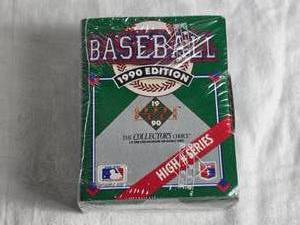 BASEBALL
1990 EDITION
19
90
THE COLLECTOR'S CHOICE
HIGH # SERIES